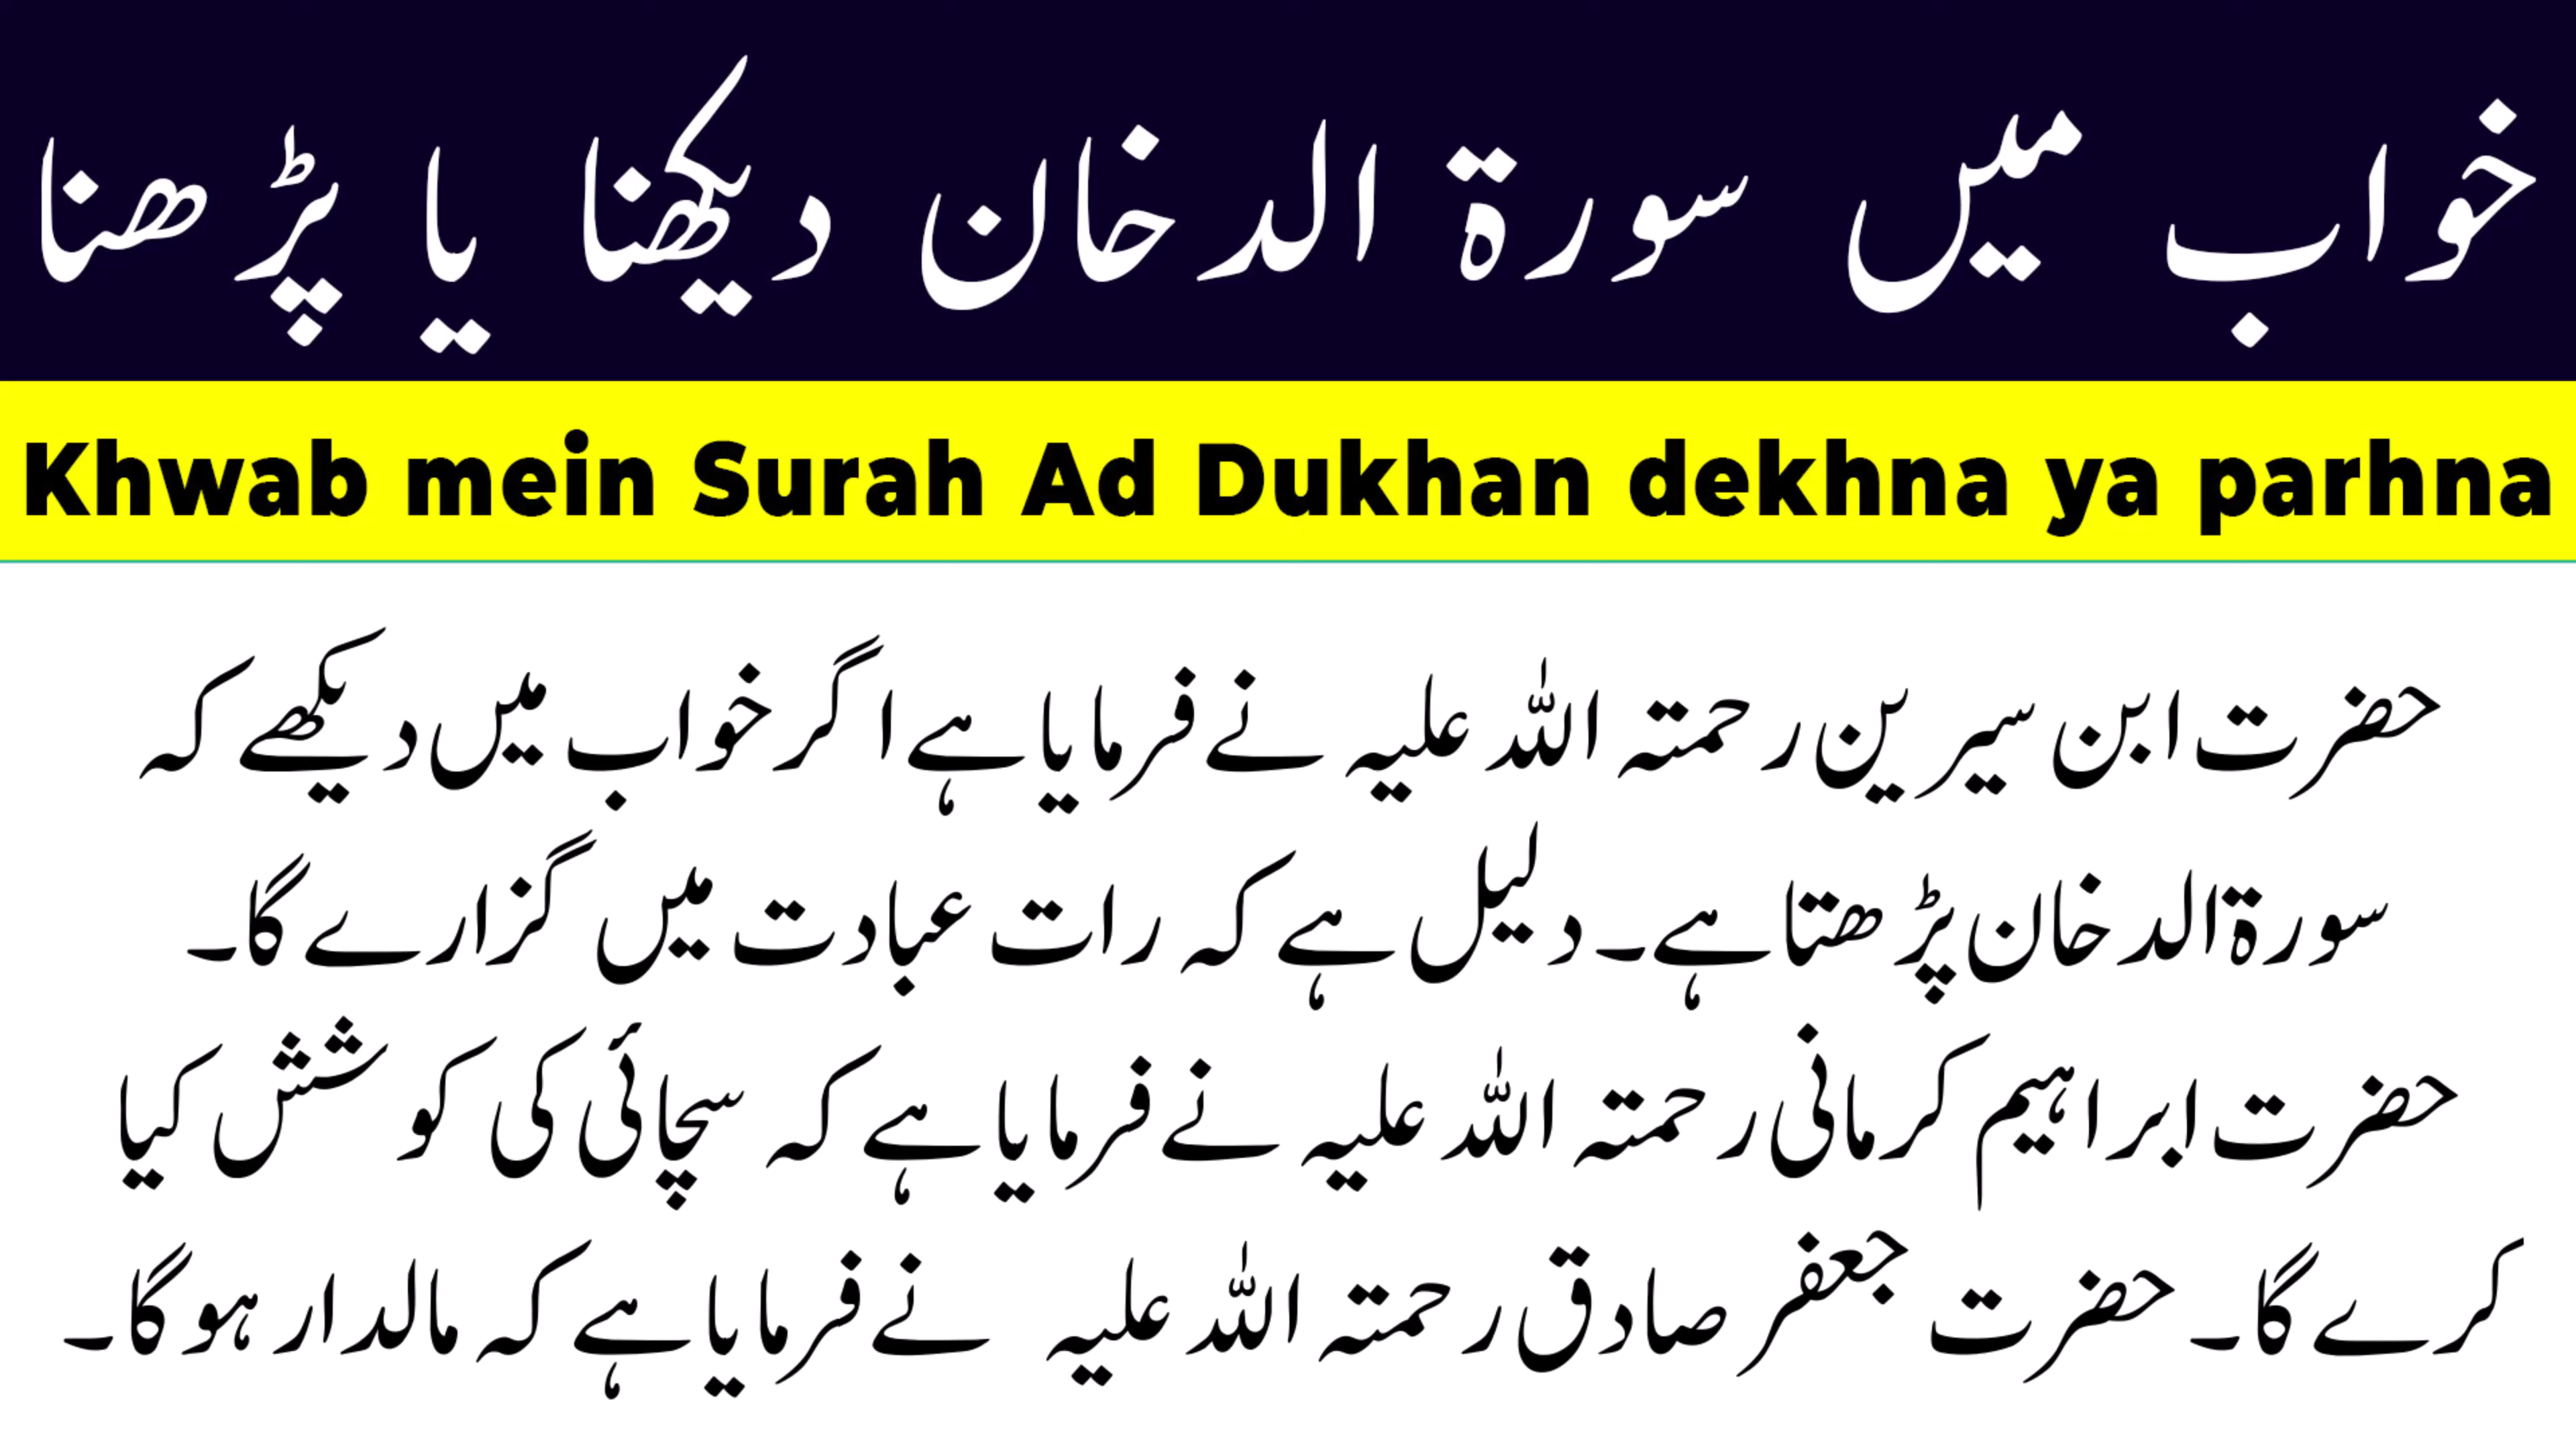 خواب میں سورۃ الدخان دیکھنا یا پڑھنا
Khwab mein Surah Ad Dukhan dekhna ya parhna
حضرت ابن سیرین رحمتہ اللہ علیہ نے فرمایا ہے اگر خواب میں دیکھے کہ
سورۃ الدخان پڑھتا ہے۔ دلیل ہے کہ رات عبادت میں گزارے گا۔
حضرت ابراہیم کرمانی رحمتہ اللہ علیہ نے فرمایا ہے کہ سچائی کی کوشش کیا
کرے گا۔ حضرت جعفر صادق رحمتہ اللہ علیہ نے فرمایا ہے کہ مالدار ہوگا۔